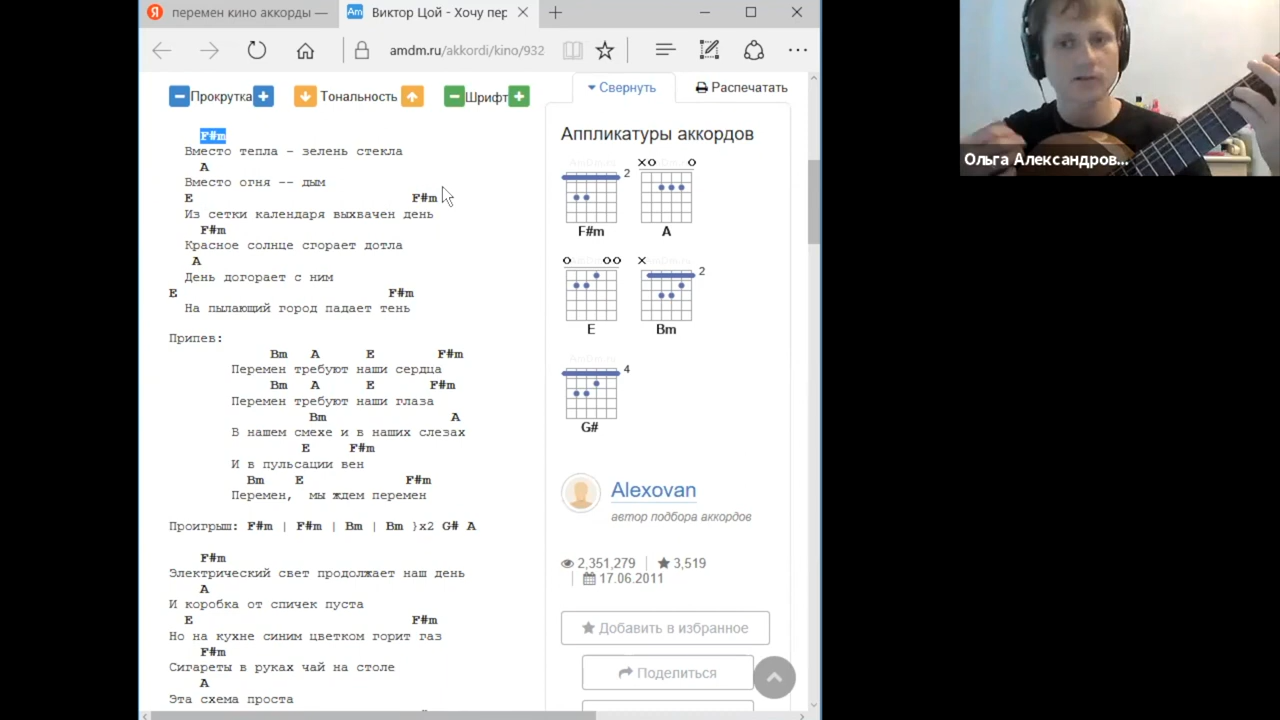 перемен кино аккорды —
Виктор Цой - Хочу пер
amdm.ru/akkordi/kino/932
Прокрутка
Тональность
Шрифт
Свернуть
Распечатать
F#m
Вместо тепла – зелень стекла
A
Вместо огня -- дым
E F#m
Из сетки календаря выхвачен день
F#m
Красное солнце сгорает дотла
A
День догорает с ним
E F#m
На пылающий город падает тень
Припев:
Bm A E F#m
Перемен требуют наши сердца
Bm A E F#m
Перемен требуют наши глаза
Bm A
В нашем смехе и в наших слезах
E F#m
И в пульсации вен
Bm E F#m
Перемен, мы ждем перемен
Проигрыш: F#m | F#m | Bm | Bm }x2 G# A
F#m
Электрический свет продолжает наш день
A
И коробка от спичек пуста
E F#m
Но на кухне синим цветком горит газ
F#m
Сигареты в руках чай на столе
A
Эта схема проста
Аппликатуры аккордов
2
F#m
A
E
2
Bm
4
G#
Alexovan
автор подбора аккордов
2,351,279 | 3,519
| 17.06.2011
Добавить в избранное
Поделиться
Ольга Александров...